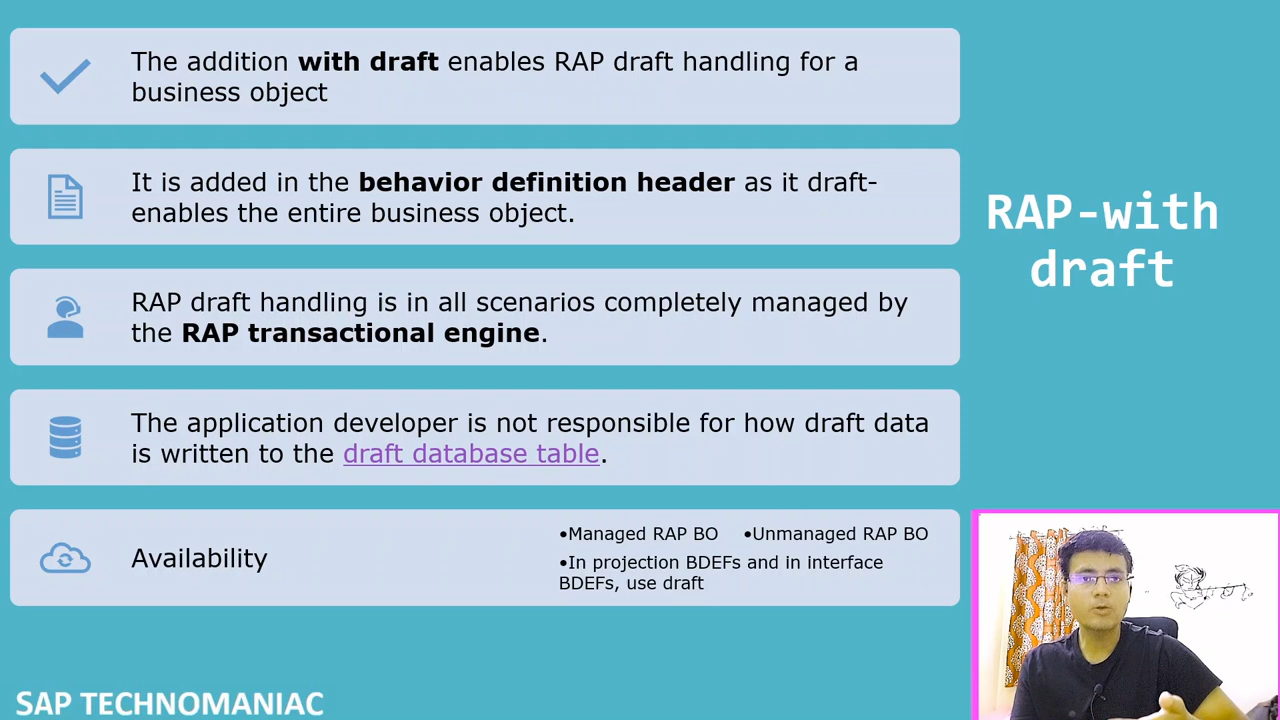 The addition with draft enables RAP draft handling for a
business object
It is added in the behavior definition header as it draft-
enables the entire business object.
RAP draft handling is in all scenarios completely managed by
the RAP transactional engine.
The application developer is not responsible for how draft data
is written to the draft database table.
Availability
•Managed RAP BO •Unmanaged RAP BO
•In projection BDEFs and in interface
BDEFs, use draft
RAP-with
draft
SAP TECHNOMANIAC